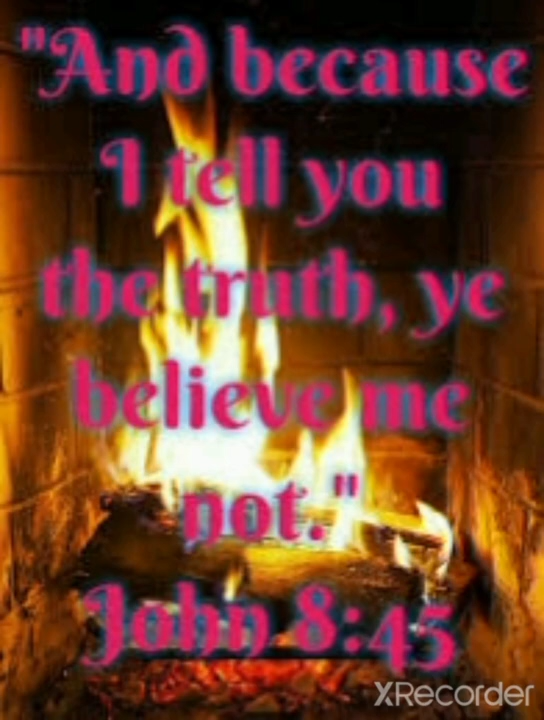 "And because
I tell you
the truth, ye
believe me
not."
John 8:45
XRecorder